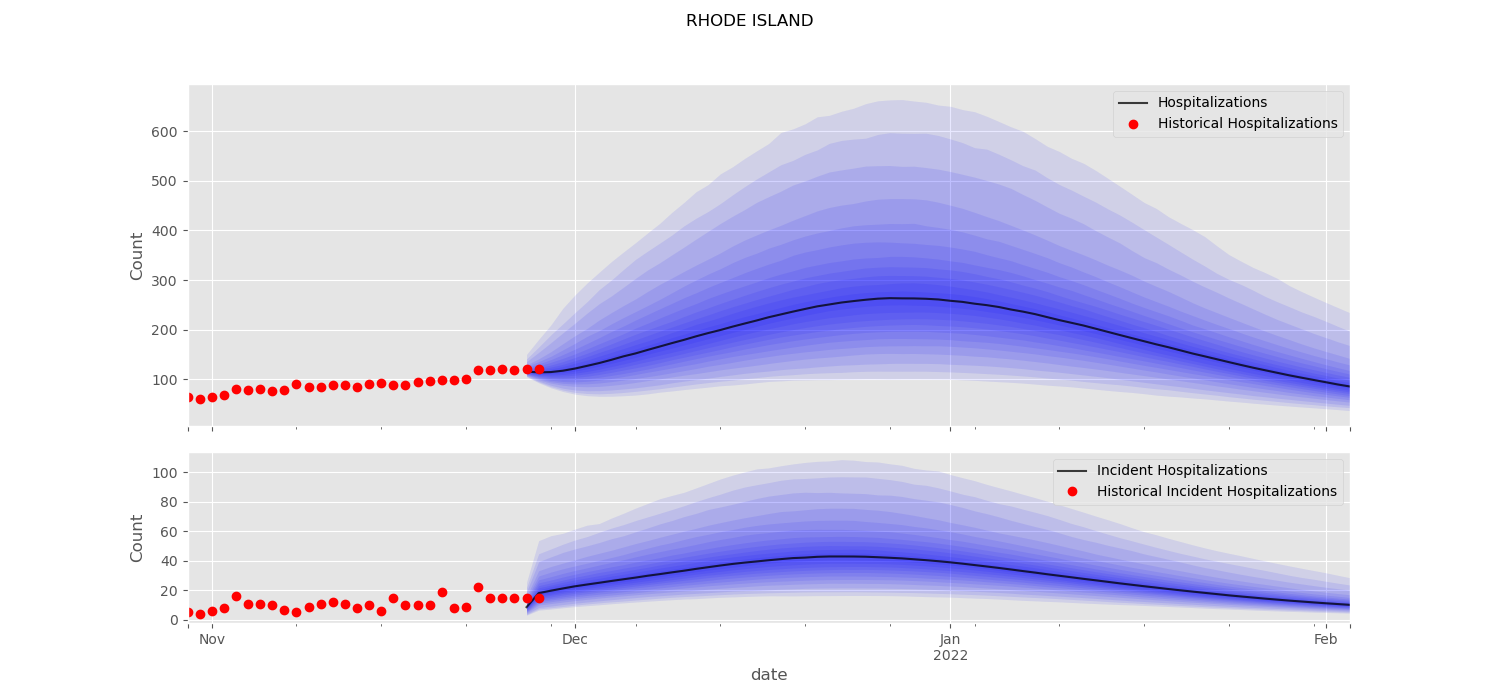 RHODE ISLAND
Hospitalizations
Historical Hospitalizations
600
500
400
300
200
100
Count
Incident Hospitalizations
Historical Incident Hospitalizations
100
80
60
40
20
0
Count
Nov
Dec
Jan
2022
Feb
date